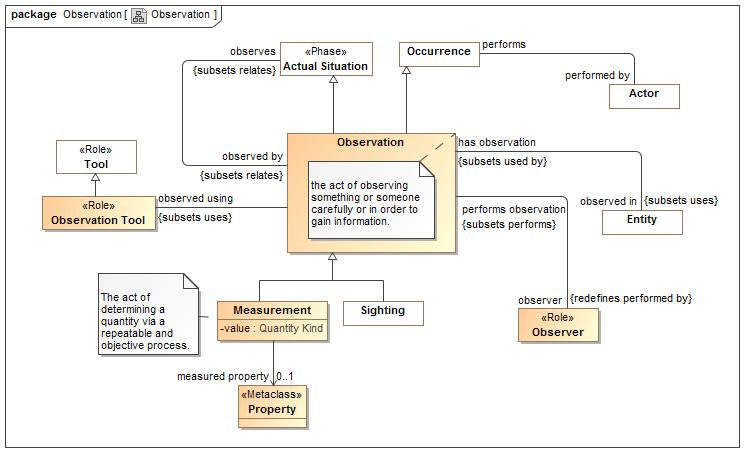 package Observation [ Observation ]
observes
{subsets relates}
«Phase»
Actual Situation
Occurrence
performs
performed by
Actor
«Role»
Tool
observed by
{subsets relates}
Observation
the act of observing
something or someone
carefully or in order to
gain information.
has observation
{subsets used by}
«Role»
Observation Tool
observed using
{subsets uses}
performs observation
{subsets performs}
observed in
{subsets uses}
Entity
The act of
determining a
quantity via a
repeatable and
objective process.
Measurement
-value : Quantity Kind
Sighting
observer
{redefines performed by}
«Role»
Observer
measured property
0..1
«Metaclass»
Property